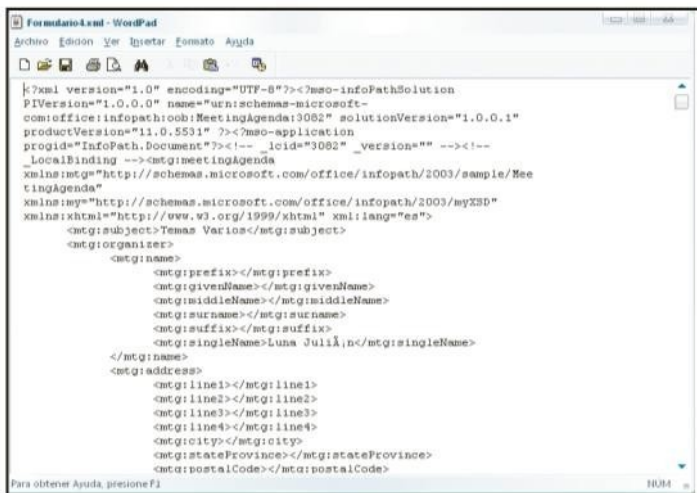 Formulario4.xml - WordPad
Archivo Edicion Ver Insertar Formato Ayuda
<?xml version="1.0" encoding="UTF-8"?><?mso-infoPathSolution
PIVersion="1.0.0.0" name="urn:schemas-microsoft-
com:office:infopath:oob:MeetingAgenda:3082" solutionVersion="1.0.0.1"
productVersion="11.0.5531" ?><?mso-application
progid="InfoPath.Document"?><!-- _lcid="3082" _version="" --><!--
_LocalBinding --><mtg:meetingAgenda
xmlns:mtg="http://schemas.microsoft.com/office/infopath/2003/sample/Mee
tingAgenda"
xmlns:my="http://schemas.microsoft.com/office/infopath/2003/myXSD"
xmlns:xhtml="http://www.w3.org/1999/xhtml" xml:lang="es">
<mtg:subject>Temas Varios</mtg:subject>
<mtg:organizer>
<mtg:name>
<mtg:prefix></mtg:prefix>
<mtg:givenName></mtg:givenName>
<mtg:middleName></mtg:middleName>
<mtg:surname></mtg:surname>
<mtg:suffix></mtg:suffix>
<mtg:singleName>Luna JuliÃ¡n</mtg:singleName>
</mtg:name>
<mtg:address>
<mtg:line1></mtg:line1>
<mtg:line2></mtg:line2>
<mtg:line3></mtg:line3>
<mtg:line4></mtg:line4>
<mtg:city></mtg:city>
<mtg:stateProvince></mtg:stateProvince>
<mtg:postalCode></mtg:postalCode>
Para obtener Ayuda, presione F1
NÚM